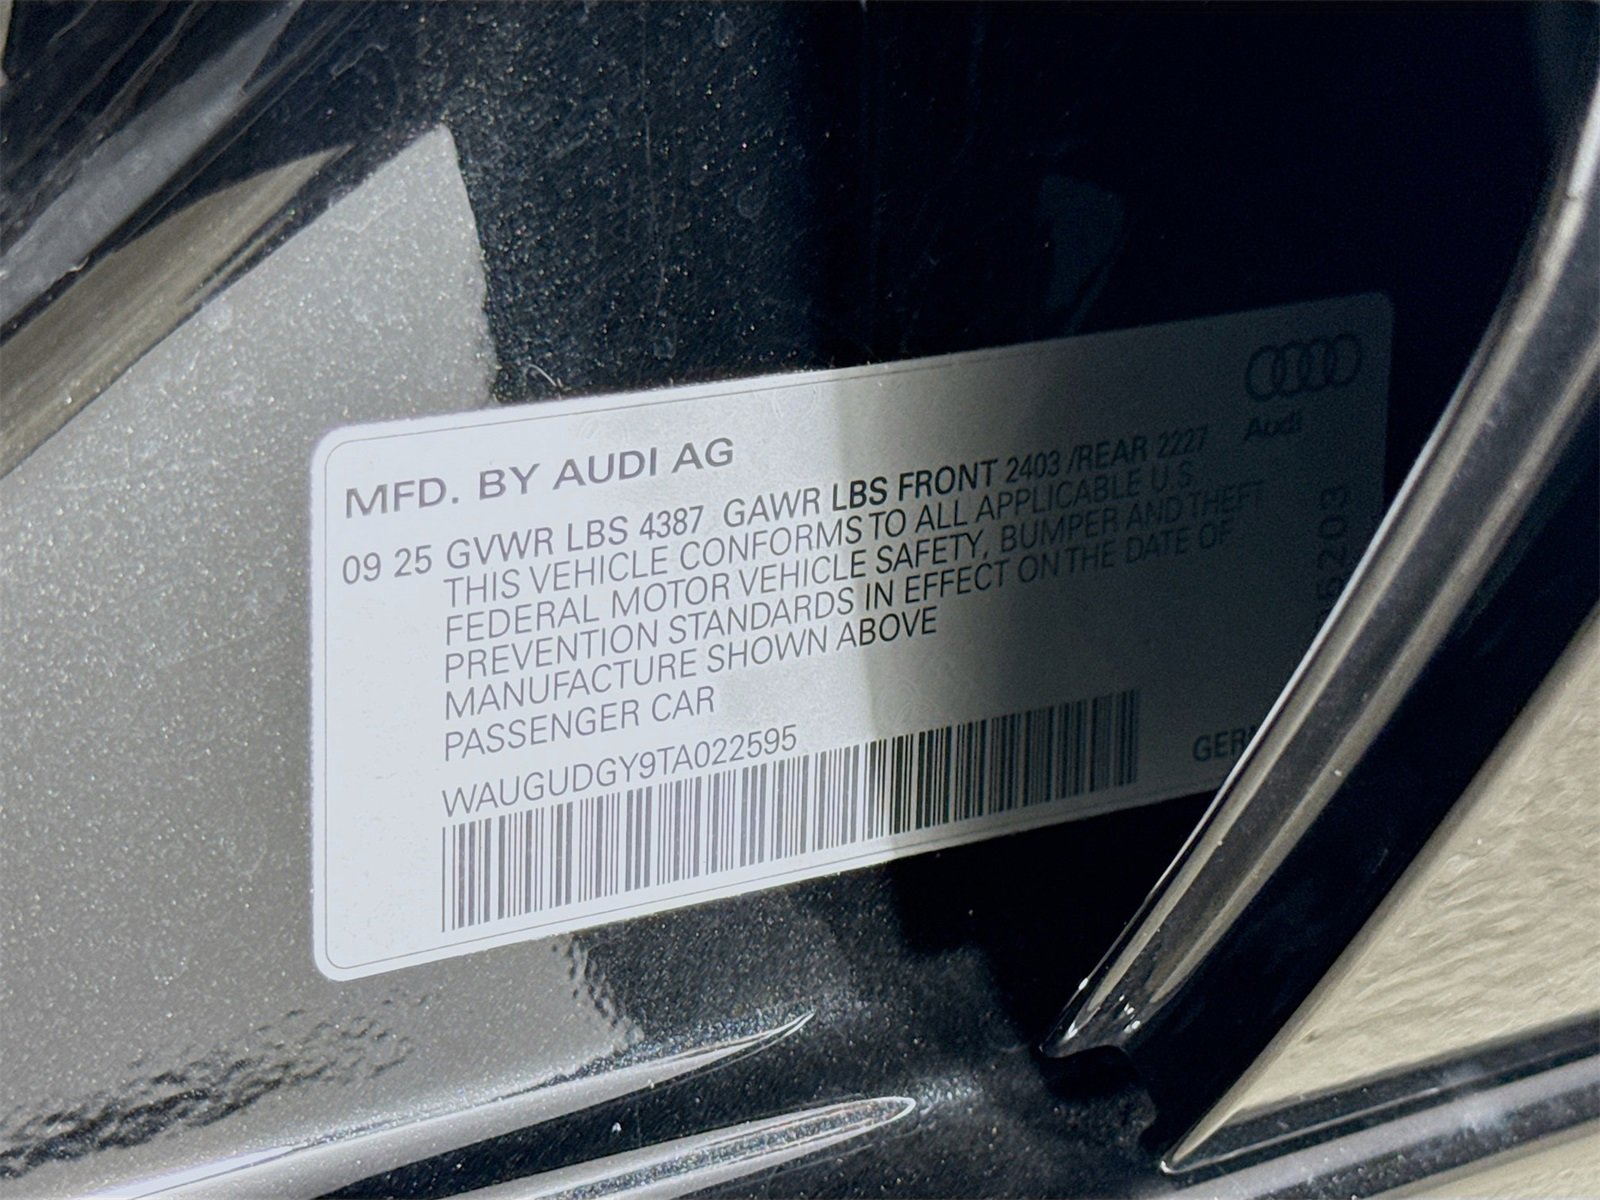 MFD. BY AUDI AG
Audi
09 25 GVWR LBS 4387 GAWR LBS FRONT 2403 /REAR 2227
THIS VEHICLE CONFORMS TO ALL APPLICABLE U.S.
FEDERAL MOTOR VEHICLE SAFETY, BUMPER AND THEFT
PREVENTION STANDARDS IN EFFECT ON THE DATE OF
MANUFACTURE SHOWN ABOVE
PASSENGER CAR
WAUGUDGY9TA022595